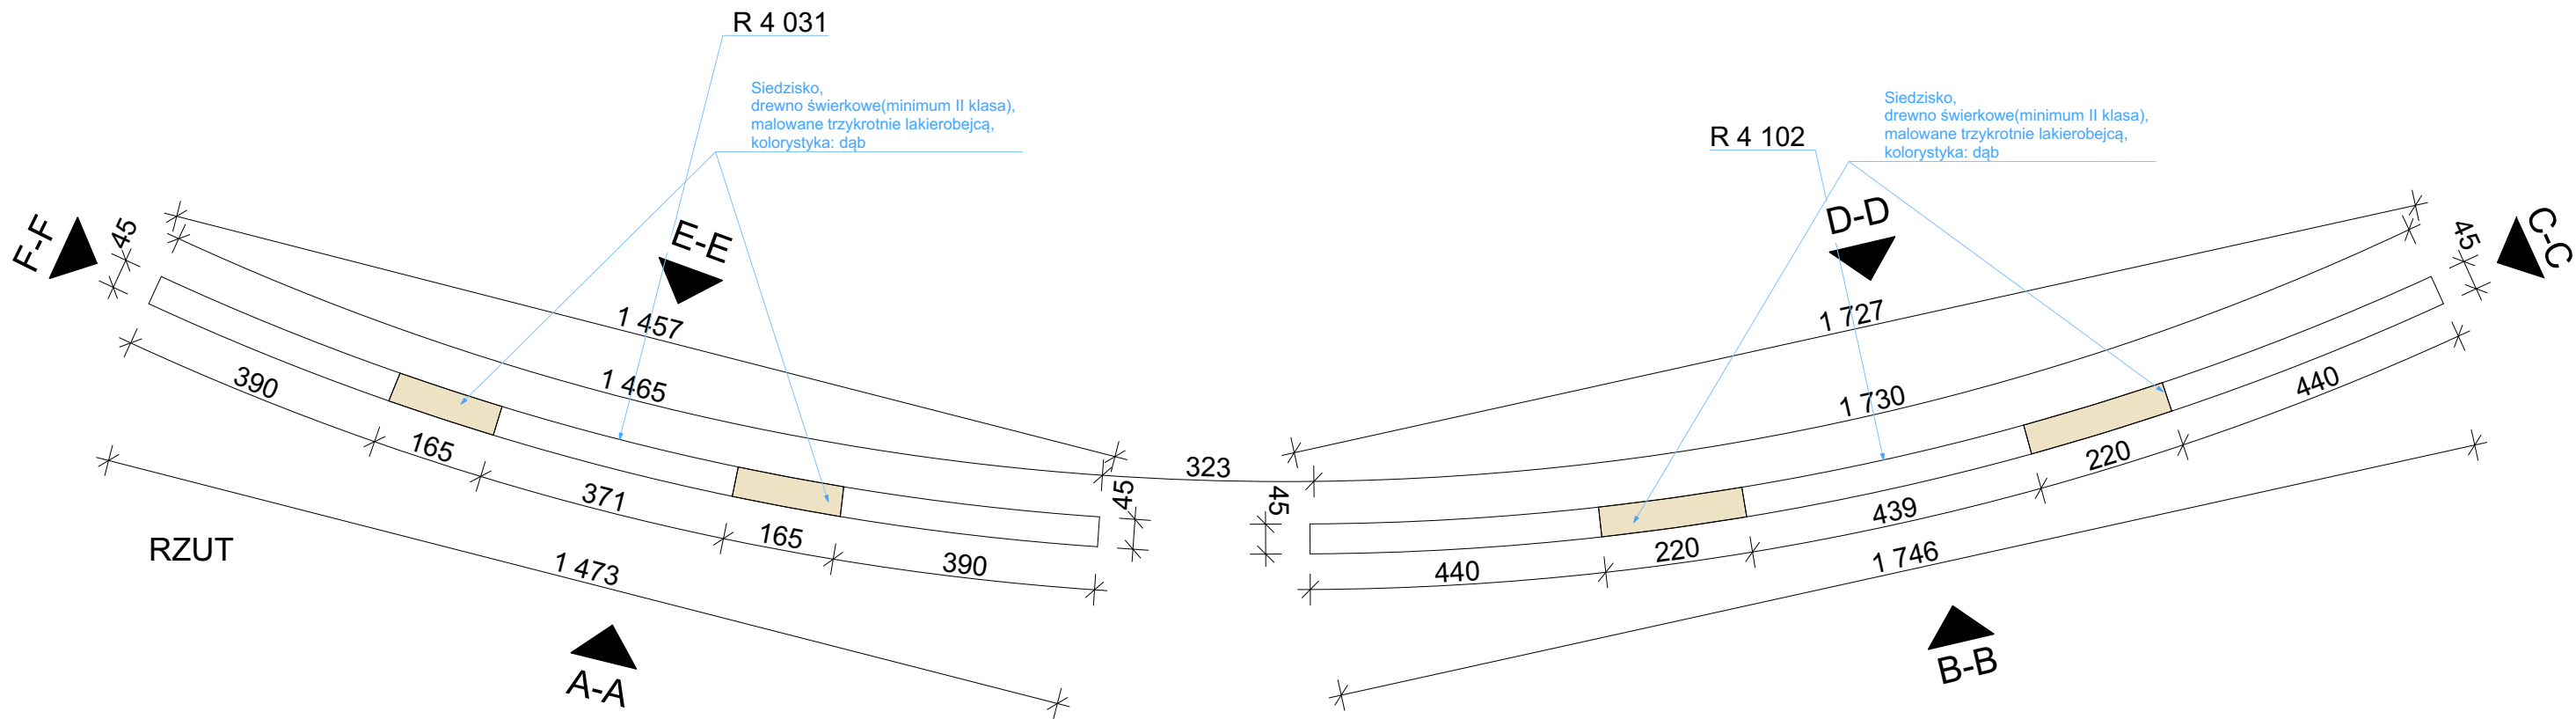 R 4 031
Siedzisko,
drewno świerkowe(minimum II klasa),
malowane trzykrotnie lakierobejcą,
kolorystyka: dąb
R 4 102
Siedzisko,
drewno świerkowe(minimum II klasa),
malowane trzykrotnie lakierobejcą,
kolorystyka: dąb
F-F
45
E-E
D-D
45
C-C
1 457
1 727
390
1 465
1 730
440
165
323
220
371
45
45
439
165
390
440
220
1 746
RZUT
1 473
A-A
B-B